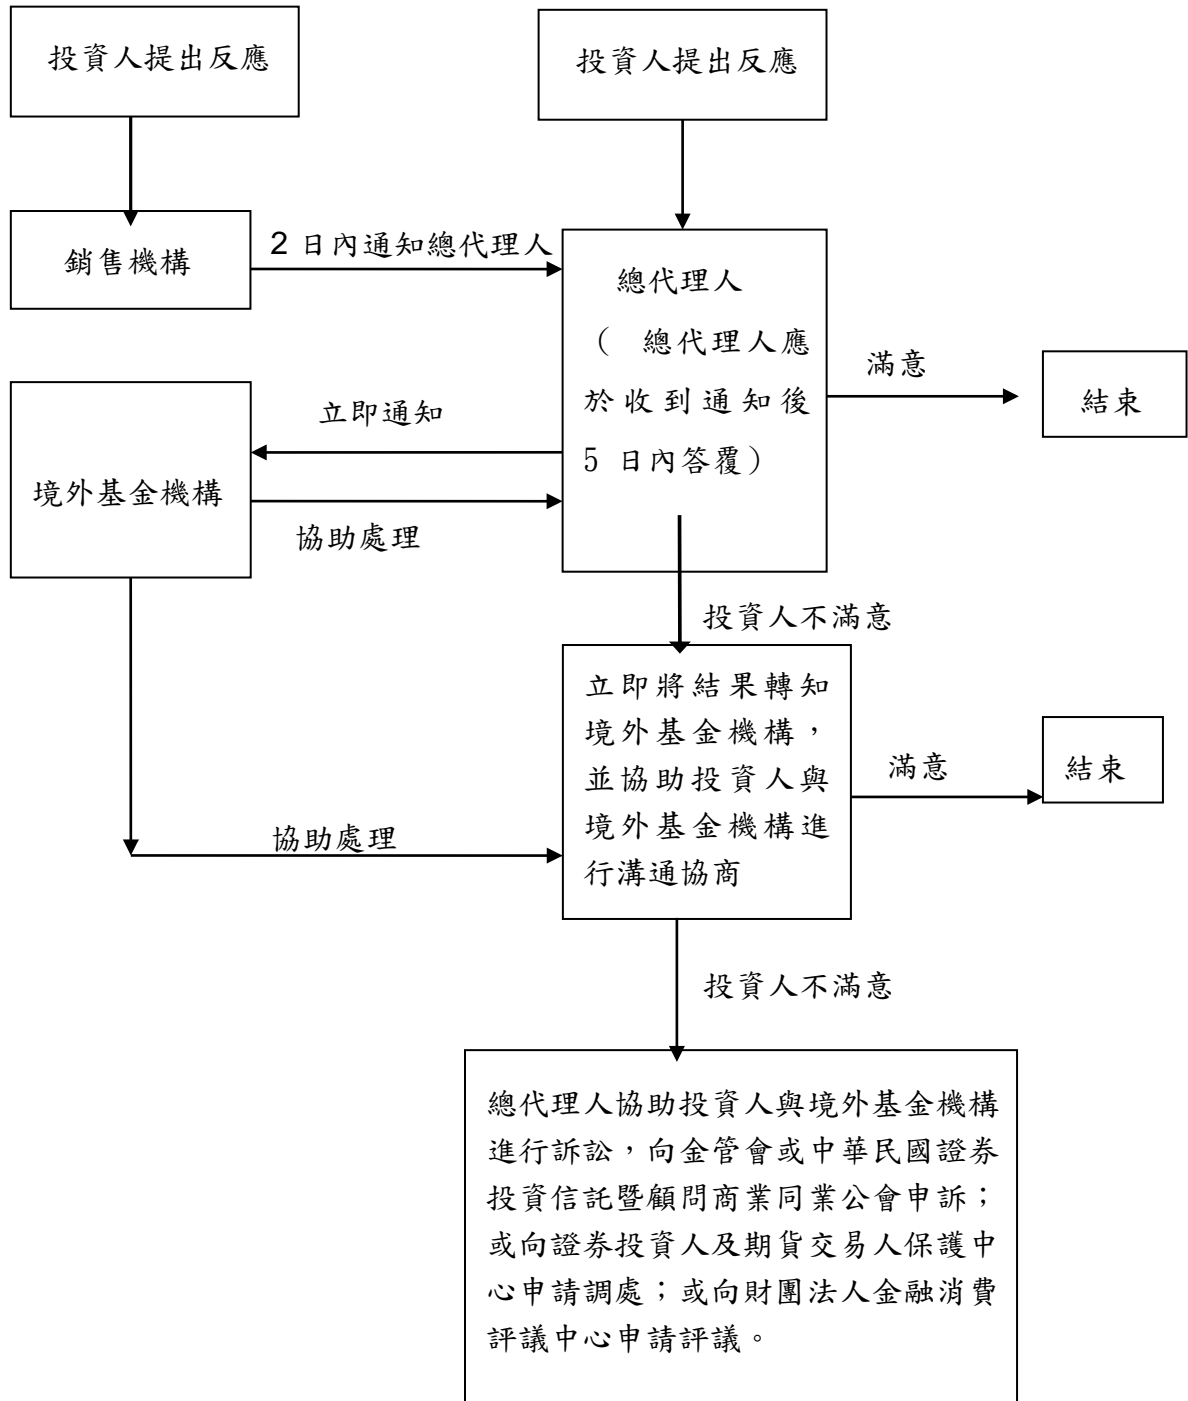 投資人提出反應
投資人提出反應
銷售機構
2 日內通知總代理人
總代理人
( 總代理人應
於收到通知後
5 日內答覆)
滿意
結束
立即通知
境外基金機構
協助處理
投資人不滿意
立即將結果轉知
境外基金機構，
並協助投資人與
境外基金機構進
行溝通協商
滿意
結束
協助處理
投資人不滿意
總代理人協助投資人與境外基金機構
進行訴訟，向金管會或中華民國證券
投資信託暨顧問商業同業公會申訴；
或向證券投資人及期貨交易人保護中
心申請調處；或向財團法人金融消費
評議中心申請評議。